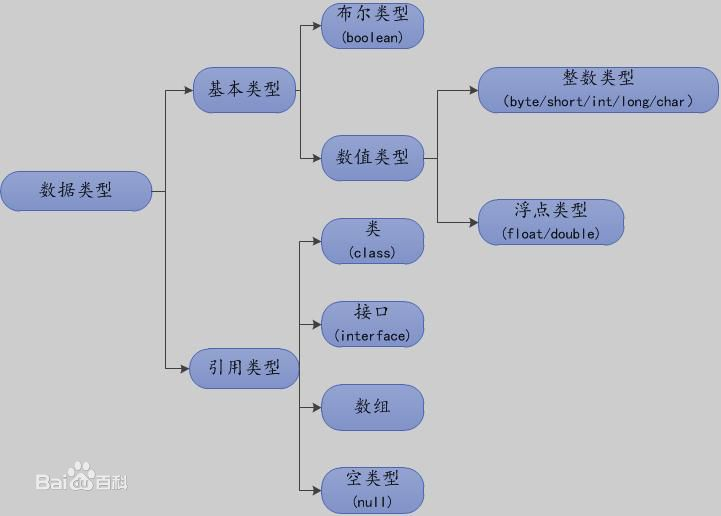 布尔类型
(boolean)
基本类型
整数类型
(byte/short/int/long/char)
数值类型
数据类型
浮点类型
(float/double)
类
(class)
接口
(interface)
引用类型
数组
空类型
(null)
Baidu百科